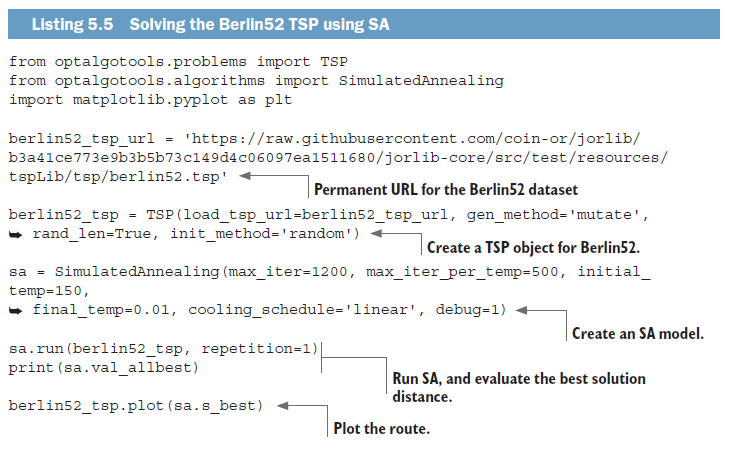 Listing 5.5 Solving the Berlin52 TSP using SA
from optalgotools.problems import TSP
from optalgotools.algorithms import SimulatedAnnealing
import matplotlib.pyplot as plt
berlin52_tsp_url = 'https://raw.githubusercontent.com/coin-or/jorlib/
b3a41ce773e9b3b5b73c149d4c06097ea1511680/jorlib-core/src/test/resources/
tspLib/tsp/berlin52.tsp'
Permanent URL for the Berlin52 dataset
berlin52_tsp = TSP(load_tsp_url=berlin52_tsp_url, gen_method='mutate',
➥ rand_len=True, init_method='random')
Create a TSP object for Berlin52.
sa = SimulatedAnnealing(max_iter=1200, max_iter_per_temp=500, initial_
temp=150,
➥ final_temp=0.01, cooling_schedule='linear', debug=1)
Create an SA model.
sa.run(berlin52_tsp, repetition=1)
print(sa.val_allbest)
Run SA, and evaluate the best solution
distance.
berlin52_tsp.plot(sa.s_best)
Plot the route.